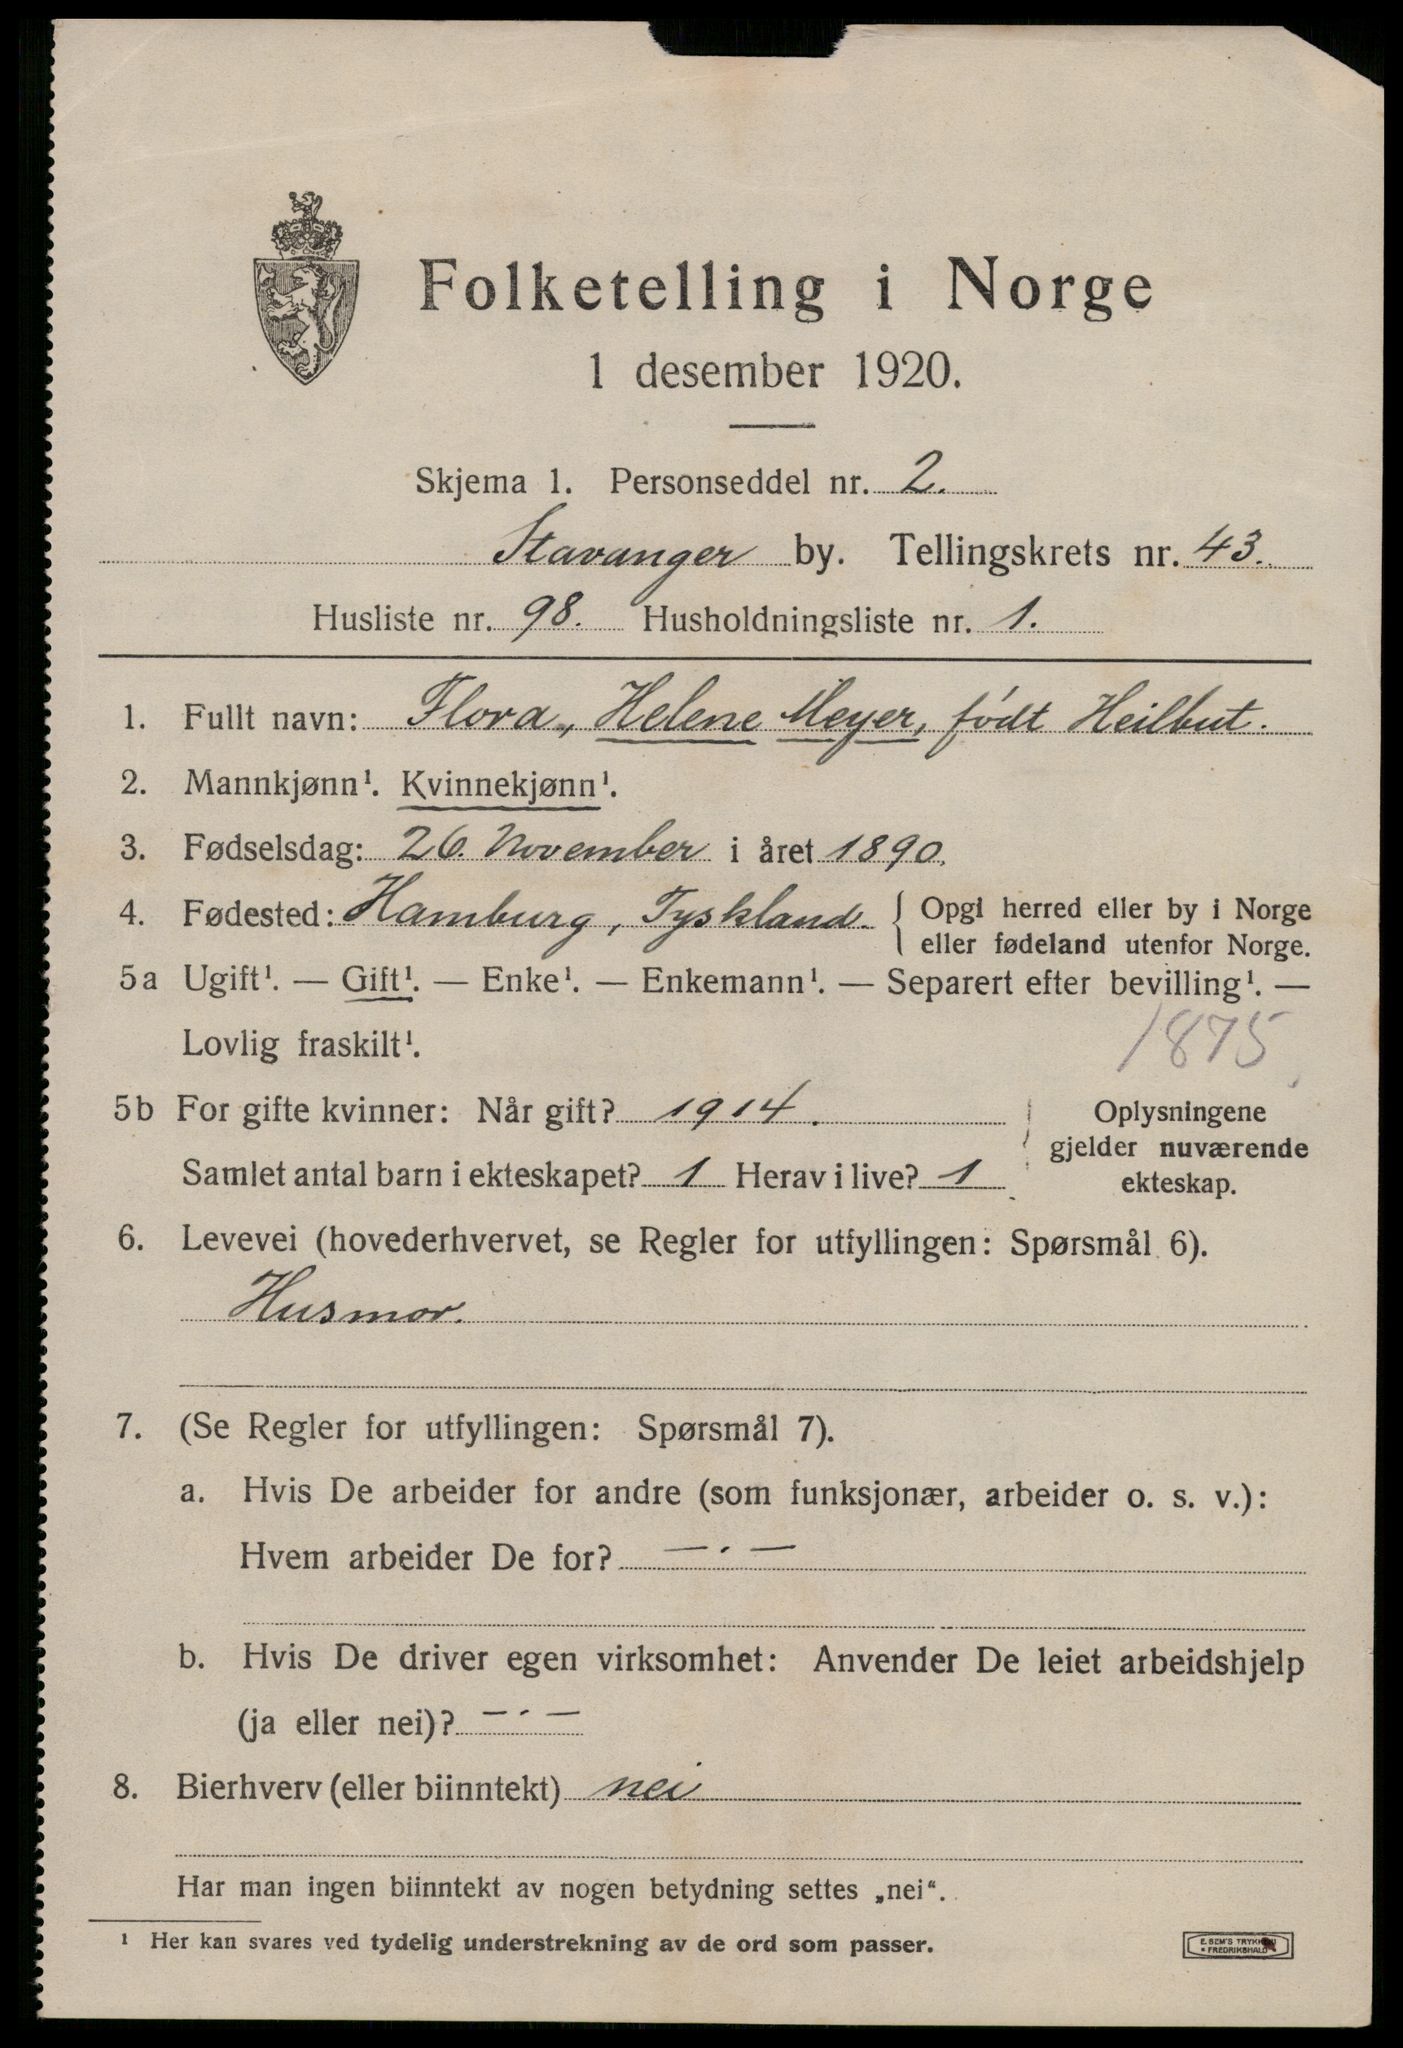 Folketelling i Norge
1 desember 1920.
Skjema 1. Personseddel nr. 2.
Stavanger by. Tellingskrets nr. 43.
Husliste nr. 98. Husholdningsliste nr. 1.
1. Fullt navn: Flora, Helene Meyer, født Heilbut.
2. Mannkjønn¹. Kvinnekjønn¹.
3. Fødselsdag: 26. November i året 1890.
4. Fødested: Hamburg, Tyskland. { Opgi herred eller by i Norge
eller fødeland utenfor Norge.
5a Ugift¹. — Gift¹. — Enke¹. — Enkemann¹. — Separert efter bevilling¹. —
Lovlig fraskilt¹.
1875
5b For gifte kvinner: Når gift? 1914.
Samlet antal barn i ekteskapet? 1 Herav i live? 1
Oplysningene
gjelder nuværende
ekteskap.
6. Levevei (hovederhvervet, se Regler for utfyllingen: Spørsmål 6).
Husmor.
7. (Se Regler for utfyllingen: Spørsmål 7).
a. Hvis De arbeider for andre (som funksjonær, arbeider o. s. v.):
Hvem arbeider De for? — . —
b. Hvis De driver egen virksomhet: Anvender De leiet arbeidshjelp
(ja eller nei)? — . —
8. Bierhverv (eller biinntekt) nei
Har man ingen biinntekt av nogen betydning settes „nei“.
¹ Her kan svares ved tydelig understrekning av de ord som passer.
E. SEM'S TRYKKERI
FREDRIKSHALD